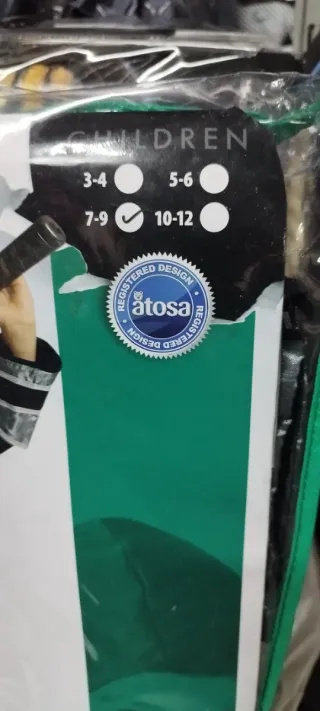 CHILDREN
3-4 5-6
7-9 10-12
REGISTERED DESIGN
atosa
REGISTERED DESIGN